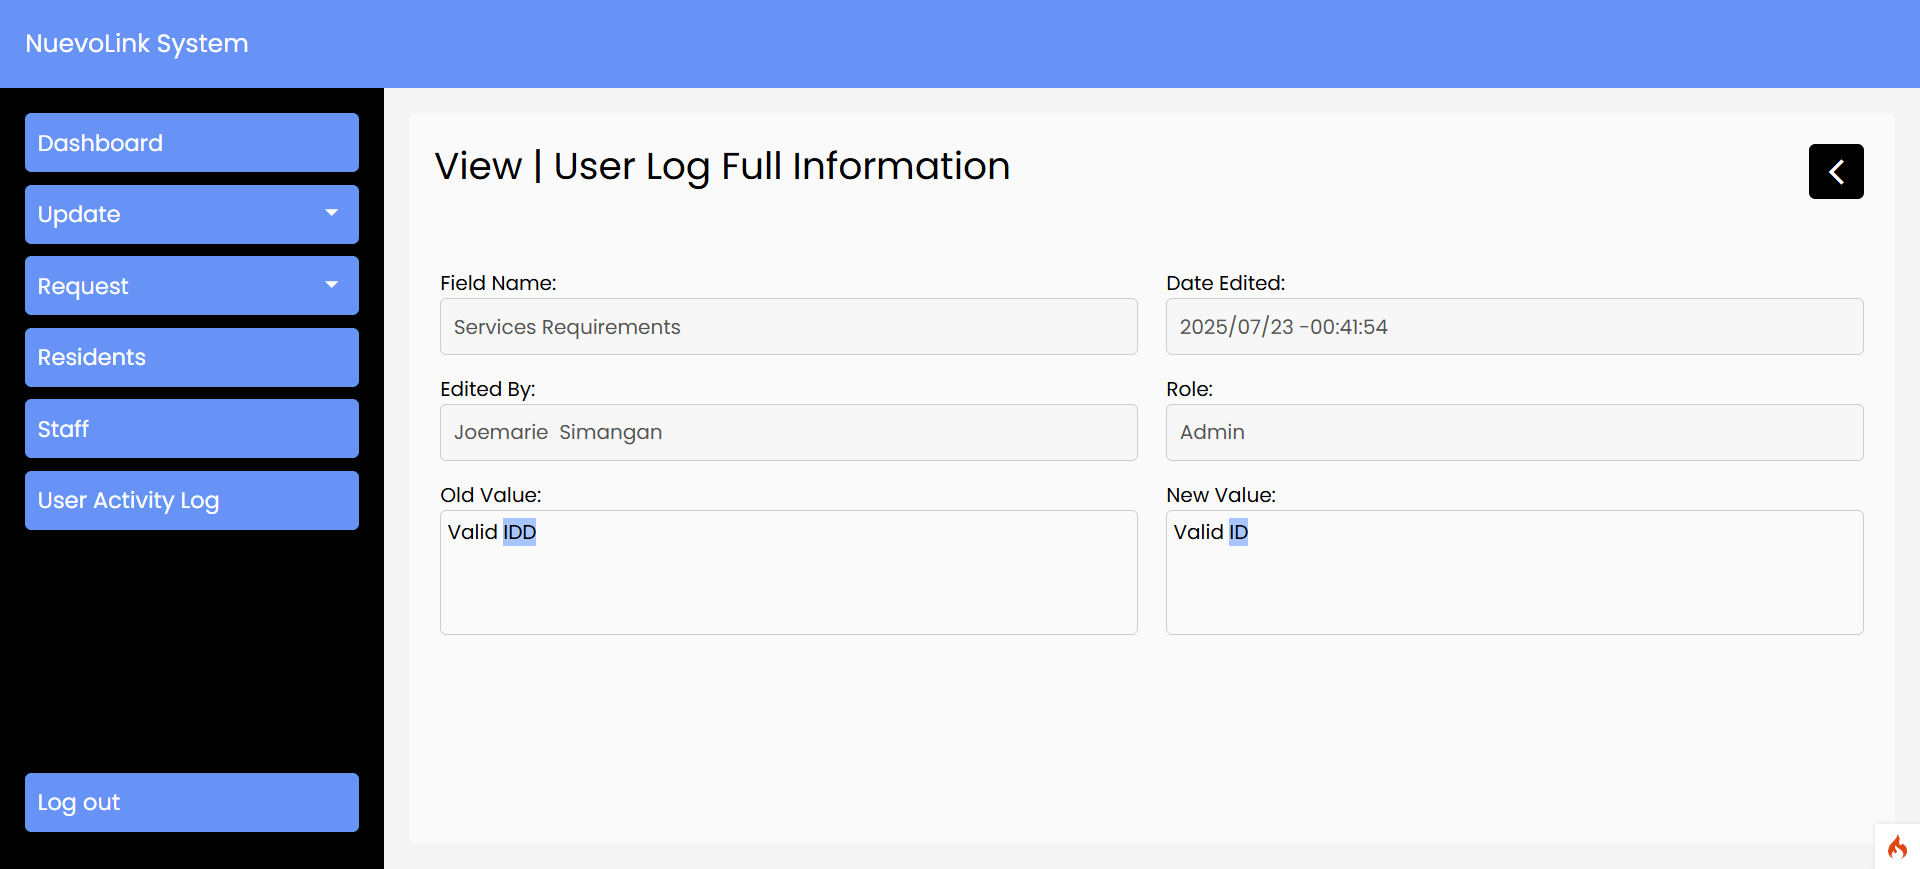 NuevoLink System
Dashboard
Update
Request
Residents
Staff
User Activity Log
Log out
View | User Log Full Information
Field Name:
Services Requirements
Date Edited:
2025/07/23 -00:41:54
Edited By:
Joemarie  Simangan
Role:
Admin
Old Value:
Valid IDD
New Value:
Valid ID